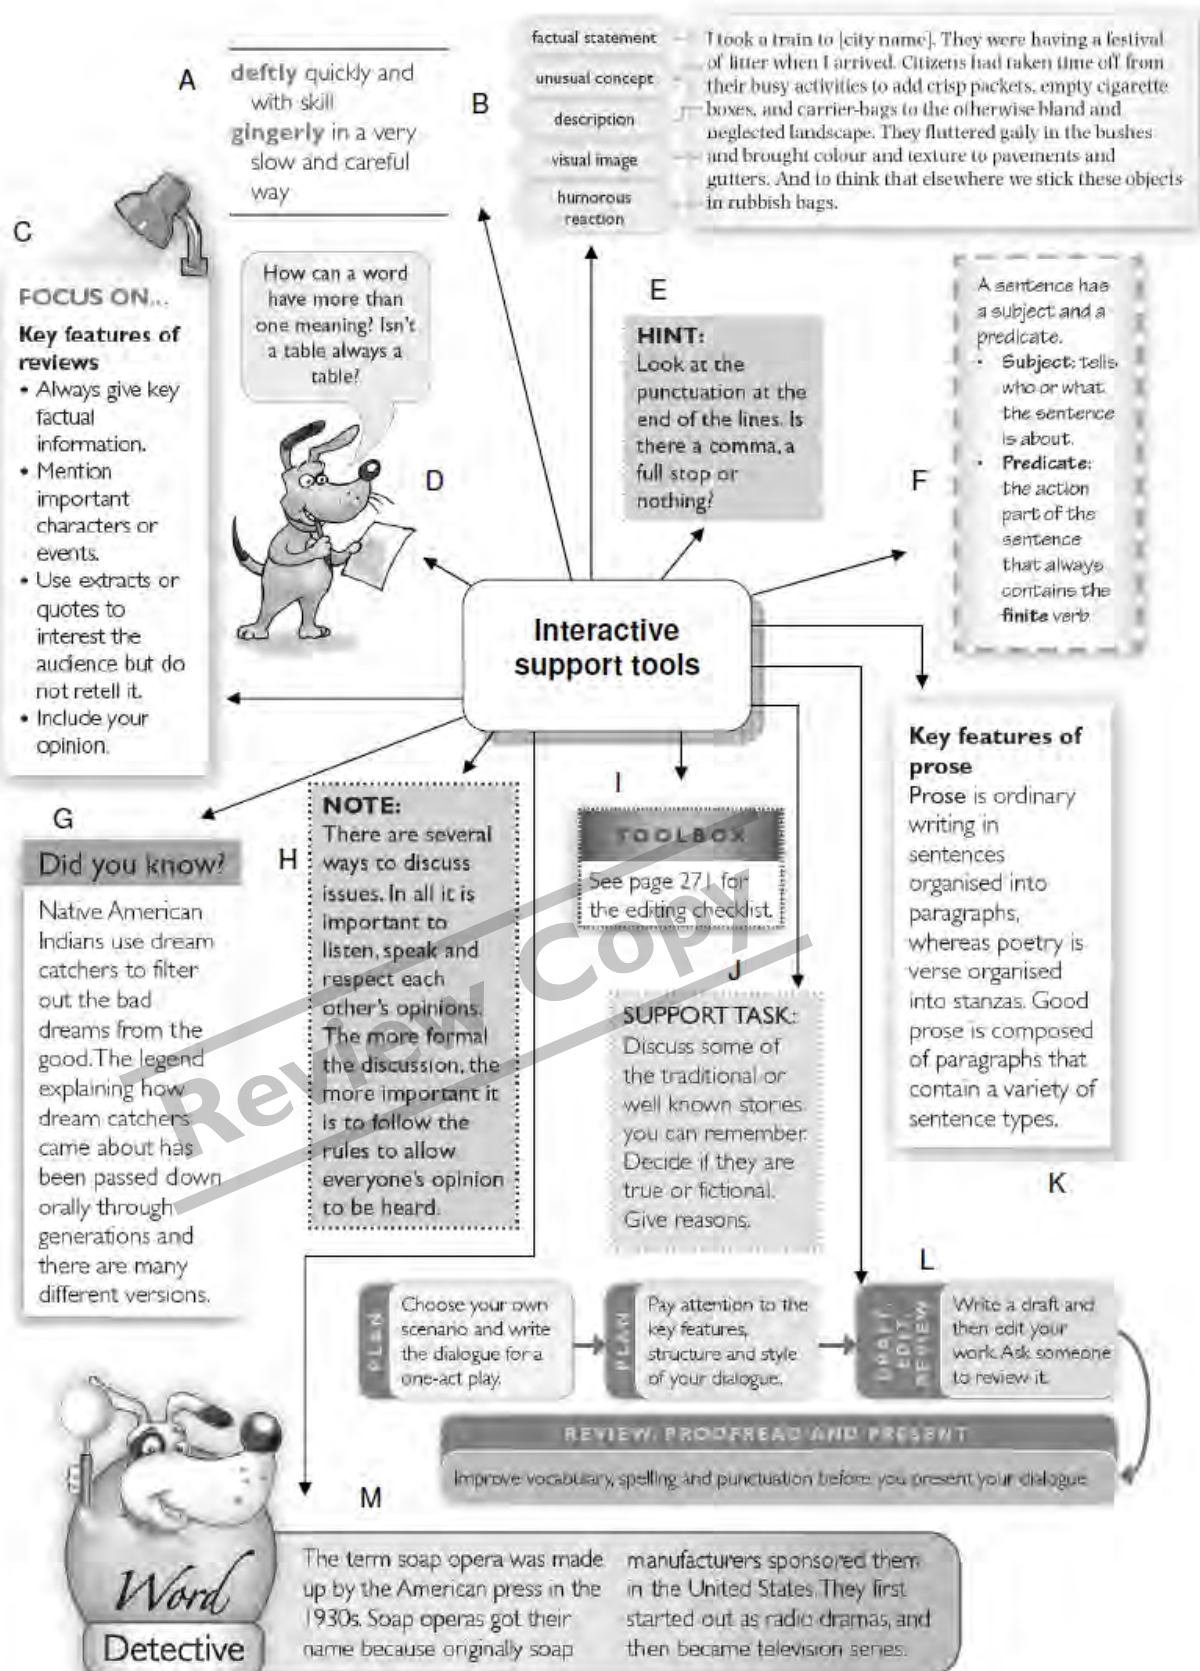 A
deftly quickly and
with skill
gingerly in a very
slow and careful
way
B
factual statement
unusual concept
description
visual image
humorous
reaction
I took a train to [city name]. They were having a festival
of litter when I arrived. Citizens had taken time off from
their busy activities to add crisp packets, empty cigarette
boxes, and carrier-bags to the otherwise bland and
neglected landscape. They fluttered gaily in the bushes
and brought colour and texture to pavements and
gutters. And to think that elsewhere we stick these objects
in rubbish bags.
C
FOCUS ON...
Key features of
reviews
• Always give key
factual
information.
• Mention
important
characters or
events.
• Use extracts or
quotes to
interest the
audience but do
not retell it.
• Include your
opinion.
How can a word
have more than
one meaning? Isn't
a table always a
table?
D
E
HINT:
Look at the
punctuation at the
end of the lines. Is
there a comma, a
full stop or
nothing?
F
A sentence has
a subject and a
predicate.
• Subject: tells
who or what
the sentence
is about.
• Predicate:
the action
part of the
sentence
that always
contains the
finite verb
Interactive
support tools
G
Did you know?
Native American
Indians use dream
catchers to filter
out the bad
dreams from the
good. The legend
explaining how
dream catchers
came about has
been passed down
orally through
generations and
there are many
different versions.
H
NOTE:
There are several
ways to discuss
issues. In all it is
important to
listen, speak and
respect each
other's opinions.
The more formal
the discussion, the
more important it
is to follow the
rules to allow
everyone's opinion
to be heard.
I
TOOLBOX
See page 271 for
the editing checklist.
J
SUPPORT TASK:
Discuss some of
the traditional or
well known stories
you can remember.
Decide if they are
true or fictional.
Give reasons.
Key features of
prose
Prose is ordinary
writing in
sentences
organised into
paragraphs,
whereas poetry is
verse organised
into stanzas. Good
prose is composed
of paragraphs that
contain a variety of
sentence types.
K
Review Copy
L
PLAN
Choose your own
scenario and write
the dialogue for a
one-act play.
PLAN
Pay attention to the
key features,
structure and style
of your dialogue.
DRAFT,
EDIT,
REVIEW
Write a draft and
then edit your
work. Ask someone
to review it.
REVIEW, PROOFREAD AND PRESENT
Improve vocabulary, spelling and punctuation before you present your dialogue.
M
Word
Detective
The term soap opera was made
up by the American press in the
1930s. Soap operas got their
name because originally soap
manufacturers sponsored them
in the United States. They first
started out as radio dramas, and
then became television series.